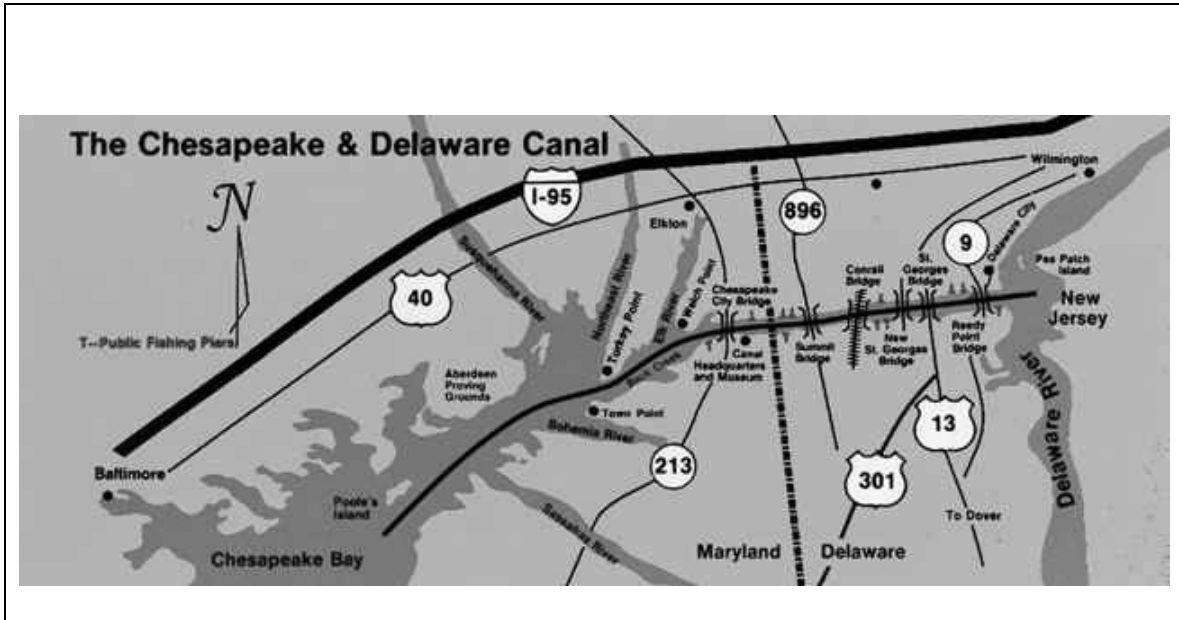 The Chesapeake & Delaware Canal
N
I-95
40
896
9
213
301
13
T--Public Fishing Piers
Wilmington
Delaware City
Pea Patch
Island
New
Jersey
Delaware River
Susquehanna River
Northeast River
Elkton
Elk River
Welch Point
Turkey Point
Back Creek
Chesapeake
City Bridge
Canal
Headquarters
and Museum
Summit
Bridge
Conrail
Bridge
St.
Georges
Bridge
New
St. Georges
Bridge
Reedy
Point
Bridge
Aberdeen
Proving
Grounds
Town Point
Bohemia River
Sassafras River
Baltimore
Poole's
Island
Chesapeake Bay
Maryland
Delaware
To Dover